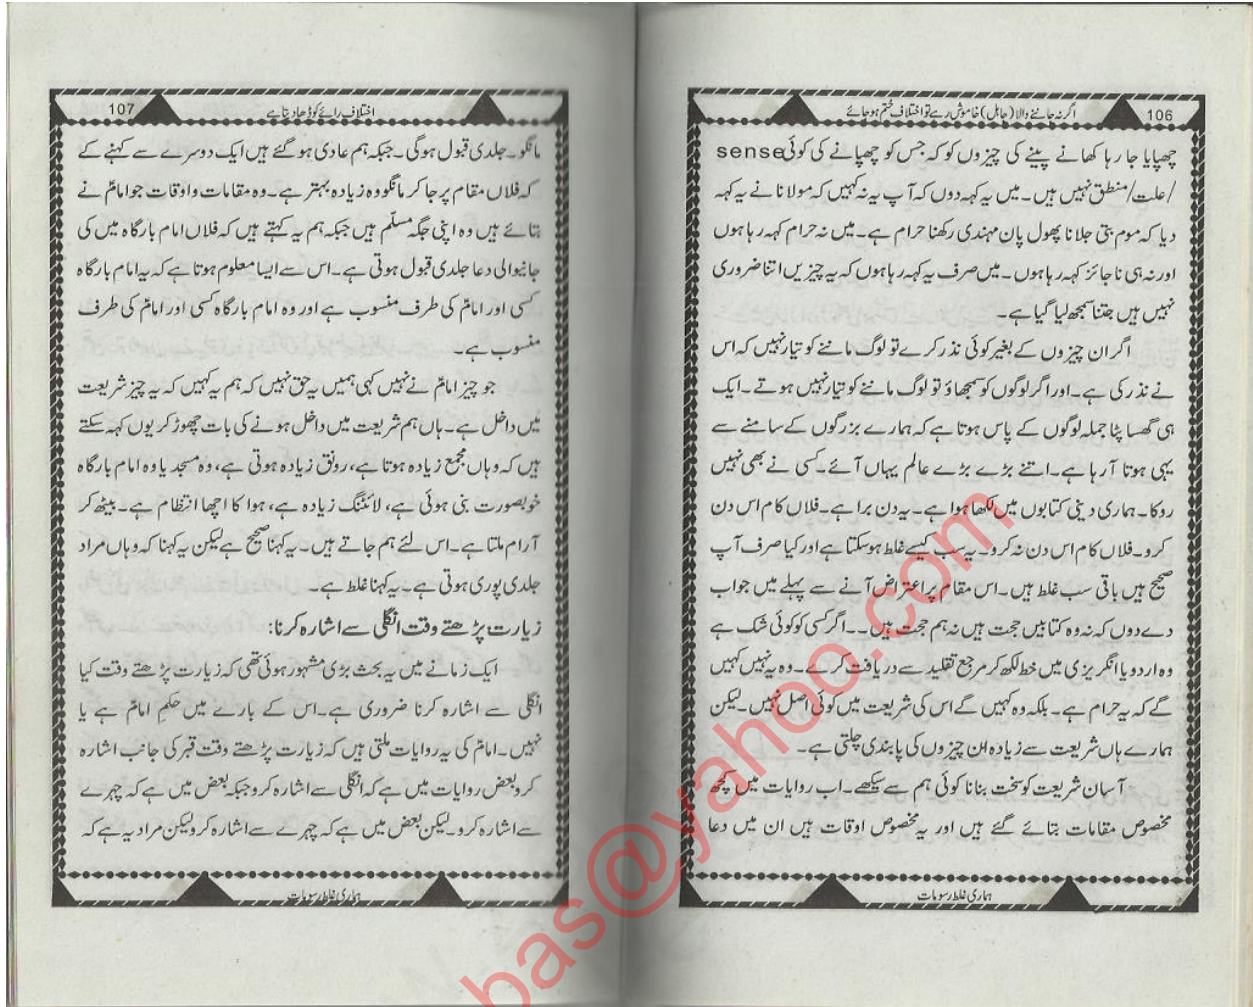 106
اگر نہ جاننے والا (جاہل) خاموش رہے تو اختلاف ختم ہو جائے
چھپایا جا رہا کھانے پینے کی چیزوں کو کہ جس کو چھپانے کی کوئی sense
/علت/منطق نہیں ہیں۔ میں یہ کہہ دوں کہ آپ یہ نہ کہیں کہ مولانا نے یہ کہہ
دیا کہ موم بتی جلانا پھول پان مہندی رکھنا حرام ہے۔ میں نہ حرام کہہ رہا ہوں
اور نہ ہی ناجائز کہہ رہا ہوں۔ میں صرف یہ کہہ رہا ہوں کہ یہ چیزیں اتنا ضروری
نہیں ہیں جتنا سمجھ لیا گیا ہے۔
اگر ان چیزوں کے بغیر کوئی نذر کرے تو لوگ ماننے کو تیار نہیں کہ اس
نے نذر کی ہے۔ اور اگر لوگوں کو سمجھاؤ تو لوگ ماننے کو تیار نہیں ہوتے۔ ایک
ہی گھسا پٹا جملہ لوگوں کے پاس ہوتا ہے کہ ہمارے بزرگوں کے سامنے سے
یہی ہوتا آ رہا ہے۔ اتنے بڑے بڑے عالم یہاں آئے۔ کسی نے بھی نہیں
روکا۔ ہماری دینی کتابوں میں لکھا ہوا ہے۔ یہ دن برا ہے۔ فلاں کام اس دن
کرو۔ فلاں کام اس دن نہ کرو۔ یہ سب کیسے غلط ہو سکتا ہے اور کیا صرف آپ
صحیح ہیں باقی سب غلط ہیں۔ اس مقام پر اعتراض آنے سے پہلے میں جواب
دے دوں کہ نہ وہ کتابیں حجت ہیں نہ ہم حجت ہیں۔۔ اگر کسی کو کوئی شک ہے
وہ اردو یا انگریزی میں خط لکھ کر مرجع تقلید سے دریافت کرے۔ وہ یہ نہیں کہیں
گے کہ یہ حرام ہے۔ بلکہ وہ کہیں گے اس کی شریعت میں کوئی اصل نہیں۔ لیکن
ہمارے ہاں شریعت سے زیادہ ان چیزوں کی پابندی چلتی ہے۔
آسان شریعت کو سخت بنانا کوئی ہم سے سیکھے۔ اب روایات میں کچھ
مخصوص مقامات بتائے گئے ہیں اور یہ مخصوص اوقات ہیں ان میں دعا
ہماری غلط رسومات
107
اختلاف رائے کو ڈھا دیتا ہے
مانگو۔ جلدی قبول ہوگی۔ جبکہ ہم عادی ہو گئے ہیں ایک دوسرے سے کہنے کے
کہ فلاں مقام پر جا کر مانگو وہ زیادہ بہتر ہے۔ وہ مقامات و اوقات جو امامؑ نے
بتائے ہیں وہ اپنی جگہ مسلّم ہیں جبکہ ہم یہ کہتے ہیں کہ فلاں امام بارگاہ میں کی
جانیوالی دعا جلدی قبول ہوتی ہے۔ اس سے ایسا معلوم ہوتا ہے کہ یہ امام بارگاہ
کسی اور امامؑ کی طرف منسوب ہے اور وہ امام بارگاہ کسی اور امامؑ کی طرف
منسوب ہے۔
جو چیز امامؑ نے نہیں کہی ہمیں یہ حق نہیں کہ ہم یہ کہیں کہ یہ چیز شریعت
میں داخل ہے۔ ہاں ہم شریعت میں داخل ہونے کی بات چھوڑ کر یوں کہہ سکتے
ہیں کہ وہاں مجمع زیادہ ہوتا ہے، رونق زیادہ ہوتی ہے، وہ مسجد یا وہ امام بارگاہ
خوبصورت بنی ہوئی ہے، لائٹنگ زیادہ ہے، ہوا کا اچھا انتظام ہے۔ بیٹھ کر
آرام ملتا ہے۔ اس لئے ہم جاتے ہیں۔ یہ کہنا صحیح ہے لیکن یہ کہنا کہ وہاں مراد
جلدی پوری ہوتی ہے۔ یہ کہنا غلط ہے۔
زیارت پڑھتے وقت انگلی سے اشارہ کرنا:
ایک زمانے میں یہ بحث بڑی مشہور ہوئی تھی کہ زیارت پڑھتے وقت کیا
انگلی سے اشارہ کرنا ضروری ہے۔ اس کے بارے میں حکم امامؑ ہے یا
نہیں۔ امامؑ کی یہ روایات ملتی ہیں کہ زیارت پڑھتے وقت قبر کی جانب اشارہ
کرو بعض روایات میں ہے کہ انگلی سے اشارہ کرو جبکہ بعض میں ہے کہ چہرے
سے اشارہ کرو۔ لیکن بعض میں ہے کہ چہرے سے اشارہ کرو لیکن مراد یہ ہے کہ
ہماری غلط رسومات
bas@yahoo.com